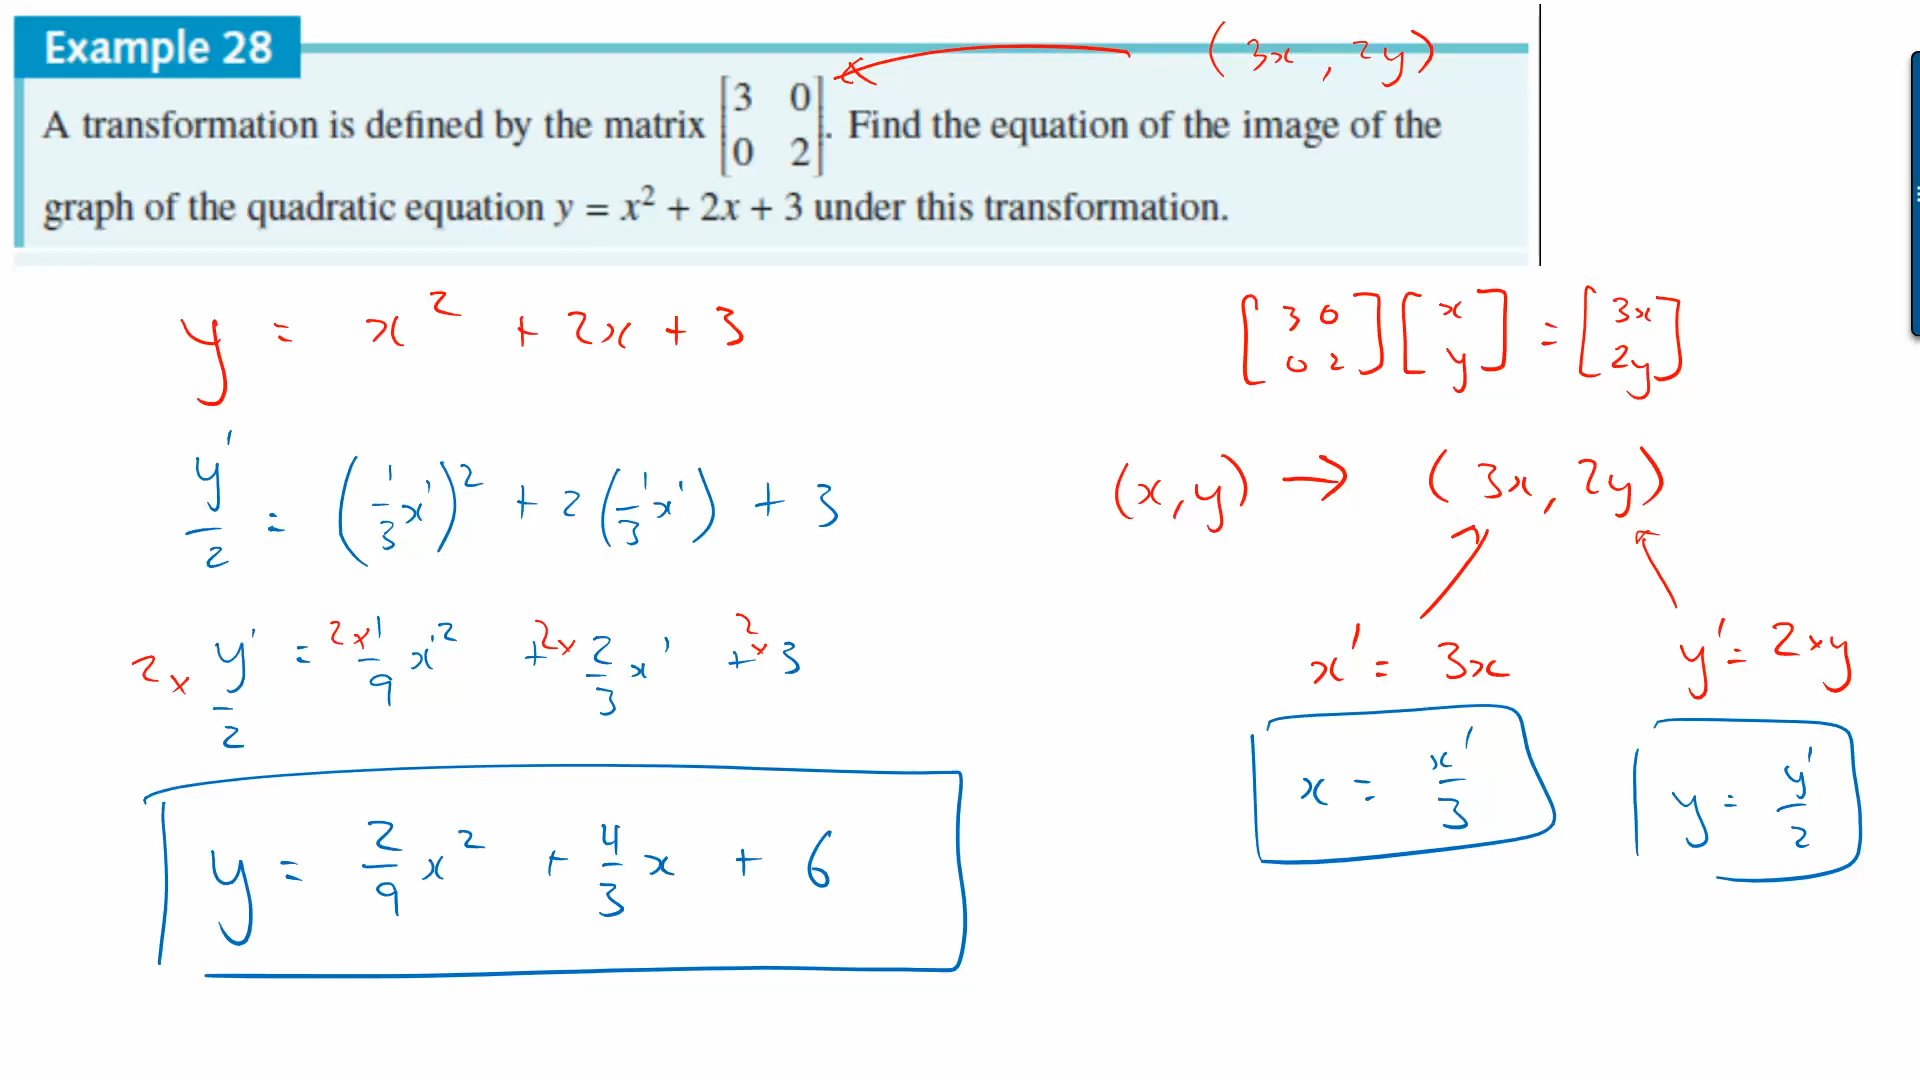 Example 28
(3x, 2y)
A transformation is defined by the matrix [3 0; 0 2]. Find the equation of the image of the
graph of the quadratic equation y = x² + 2x + 3 under this transformation.
y = x² + 2x + 3
y'/2 = (1/3 x')² + 2(1/3 x') + 3
2× y'/2 = 2× 1/9 x'² + 2× 2/3 x' + 2× 3
y = 2/9 x² + 4/3 x + 6
[3 0; 0 2] [x; y] = [3x; 2y]
(x, y) → (3x, 2y)
x' = 3x
y' = 2×y
x = x'/3
y = y'/2